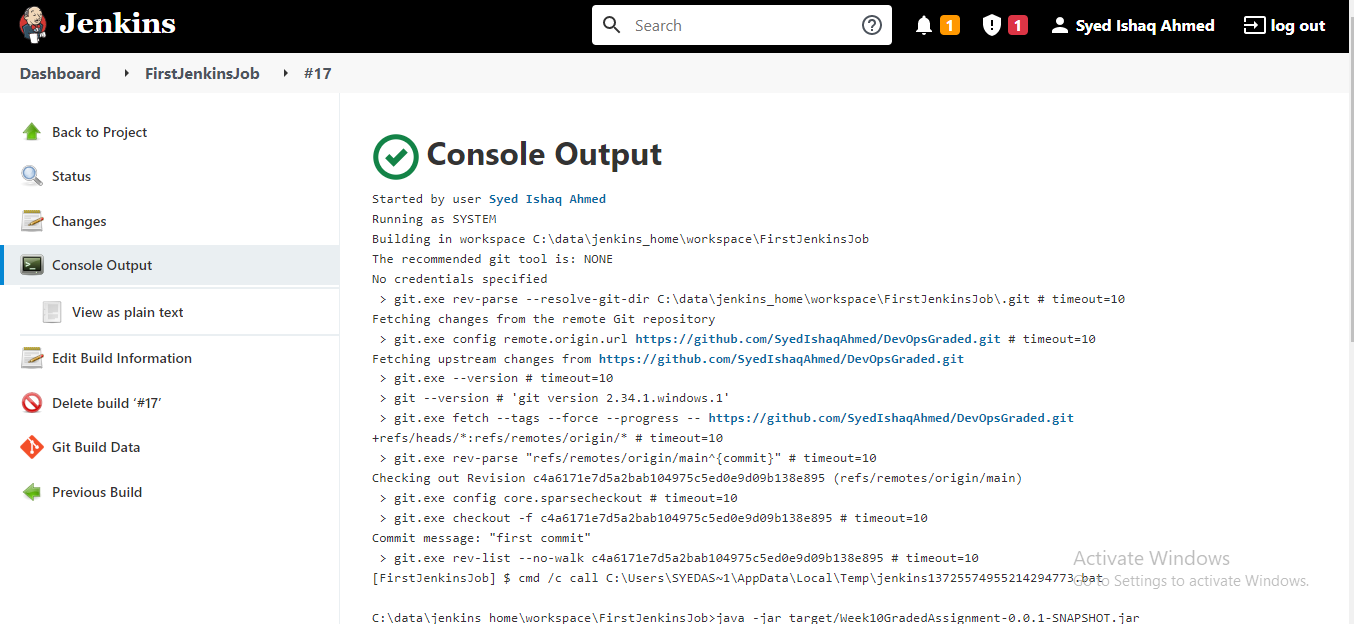 Jenkins
Search
1
1
Syed Ishaq Ahmed
log out
Dashboard
FirstJenkinsJob
#17
Back to Project
Status
Changes
Console Output
View as plain text
Edit Build Information
Delete build ‘#17’
Git Build Data
Previous Build
Console Output
Started by user Syed Ishaq Ahmed
Running as SYSTEM
Building in workspace C:\data\jenkins_home\workspace\FirstJenkinsJob
The recommended git tool is: NONE
No credentials specified
> git.exe rev-parse --resolve-git-dir C:\data\jenkins_home\workspace\FirstJenkinsJob\.git # timeout=10
Fetching changes from the remote Git repository
> git.exe config remote.origin.url https://github.com/SyedIshaqAhmed/DevOpsGraded.git # timeout=10
Fetching upstream changes from https://github.com/SyedIshaqAhmed/DevOpsGraded.git
> git.exe --version # timeout=10
> git --version # 'git version 2.34.1.windows.1'
> git.exe fetch --tags --force --progress -- https://github.com/SyedIshaqAhmed/DevOpsGraded.git
+refs/heads/*:refs/remotes/origin/* # timeout=10
> git.exe rev-parse "refs/remotes/origin/main^{commit}" # timeout=10
Checking out Revision c4a6171e7d5a2bab104975c5ed0e9d09b138e895 (refs/remotes/origin/main)
> git.exe config core.sparsecheckout # timeout=10
> git.exe checkout -f c4a6171e7d5a2bab104975c5ed0e9d09b138e895 # timeout=10
Commit message: "first commit"
> git.exe rev-list --no-walk c4a6171e7d5a2bab104975c5ed0e9d09b138e895 # timeout=10
[FirstJenkinsJob] $ cmd /c call C:\Users\SYEDAS~1\AppData\Local\Temp\jenkins13725574955214294773.bat
Activate Windows
Go to Settings to activate Windows.
C:\data\jenkins_home\workspace\FirstJenkinsJob>java -jar target/Week10GradedAssignment-0.0.1-SNAPSHOT.jar